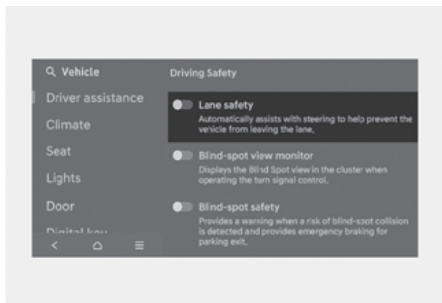 Vehicle
Driver assistance
Climate
Seat
Lights
Door
Digital key
Driving Safety
Lane safety
Automatically assists with steering to help prevent the
vehicle from leaving the lane.
Blind-spot view monitor
Displays the Blind Spot view in the cluster when
operating the turn signal control.
Blind-spot safety
Provides a warning when a risk of blind-spot collision
is detected and provides emergency braking for
parking exit.